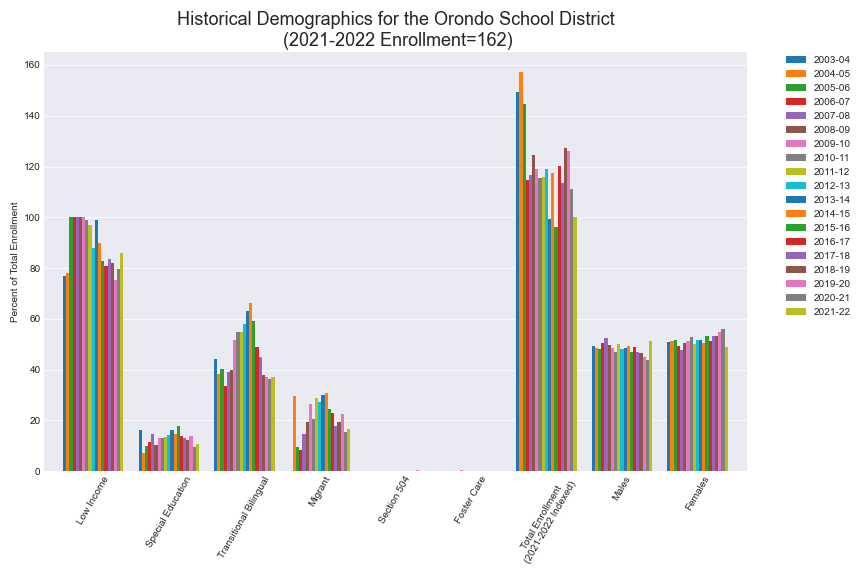 Historical Demographics for the Orondo School District
(2021-2022 Enrollment=162)
Percent of Total Enrollment
160
140
120
100
80
60
40
20
0
Low Income
Special Education
Transitional Bilingual
Migrant
Section 504
Foster Care
Total Enrollment
(2021-2022 Indexed)
Males
Females
2003-04
2004-05
2005-06
2006-07
2007-08
2008-09
2009-10
2010-11
2011-12
2012-13
2013-14
2014-15
2015-16
2016-17
2017-18
2018-19
2019-20
2020-21
2021-22